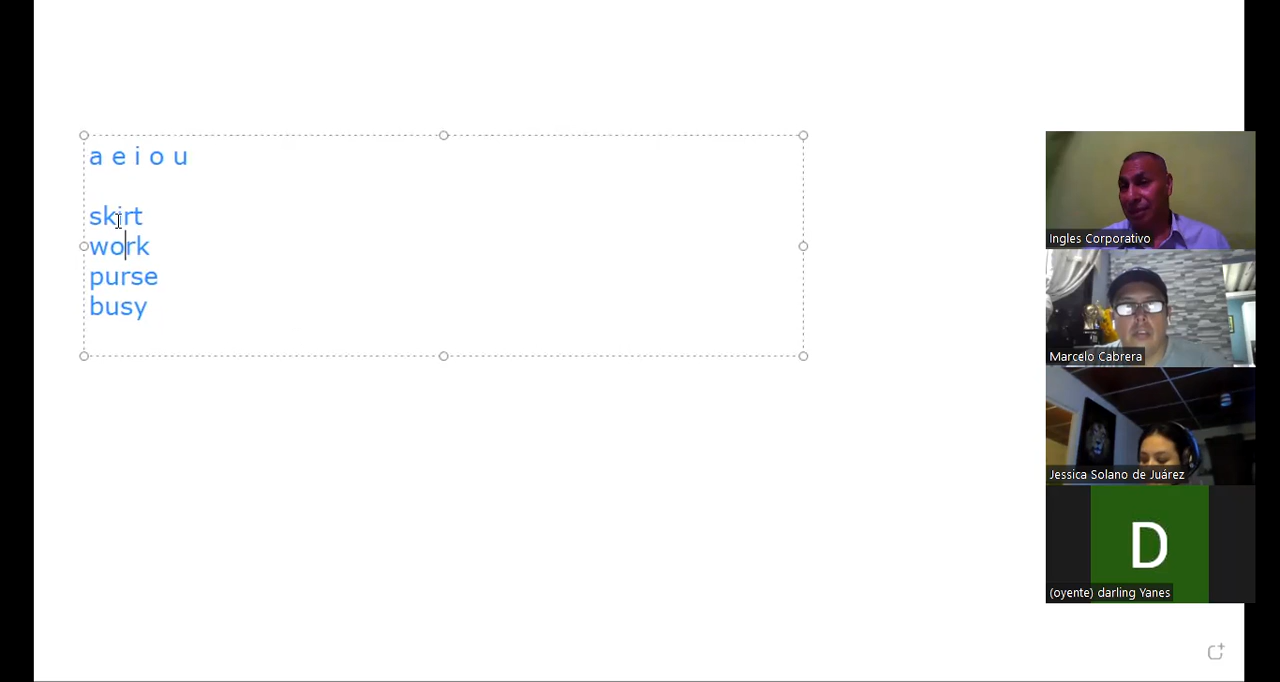 a e i o u
skirt
work
purse
busy
Ingles Corporativo
Marcelo Cabrera
Jessica Solano de Juárez
D
(oyente) darling Yanes